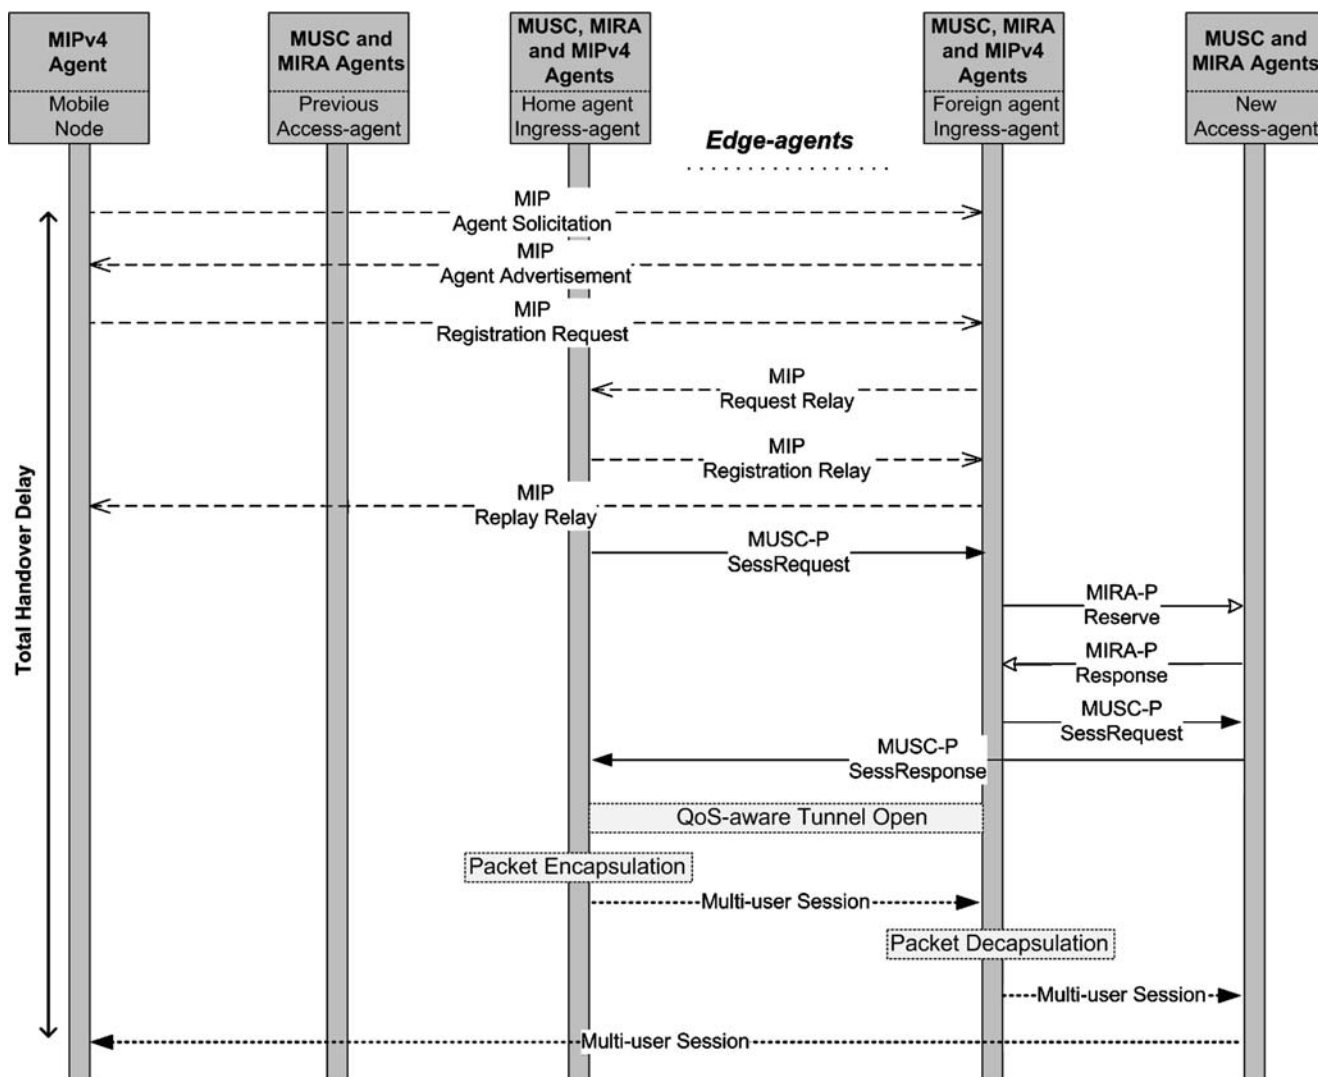 MIPv4
Agent
Mobile
Node
MUSC and
MIRA Agents
Previous
Access-agent
MUSC, MIRA
and MIPv4
Agents
Home agent
Ingress-agent
Edge-agents
MUSC, MIRA
and MIPv4
Agents
Foreign agent
Ingress-agent
MUSC and
MIRA Agents
New
Access-agent
Total Handover Delay
MIP
Agent Solicitation
MIP
Agent Advertisement
MIP
Registration Request
MIP
Request Relay
MIP
Registration Relay
MIP
Replay Relay
MUSC-P
SessRequest
MIRA-P
Reserve
MIRA-P
Response
MUSC-P
SessRequest
MUSC-P
SessResponse
QoS-aware Tunnel Open
Packet Encapsulation
Multi-user Session
Packet Decapsulation
Multi-user Session
Multi-user Session